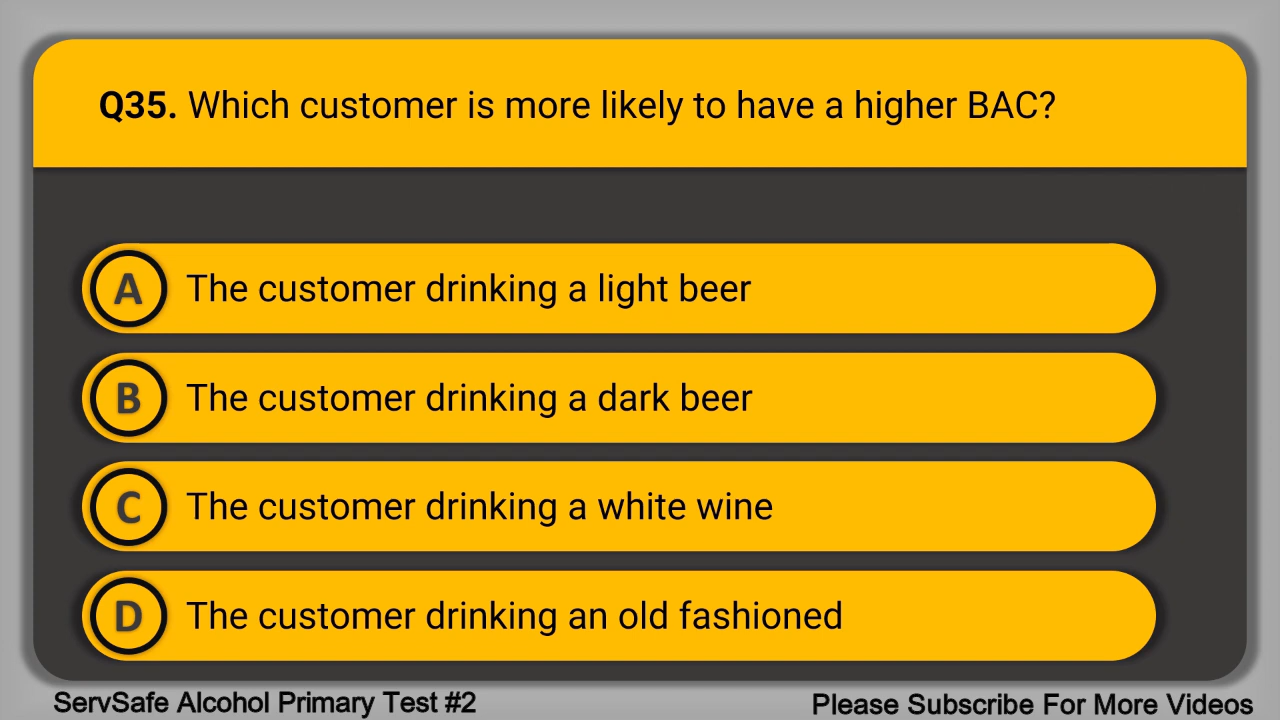 Q35. Which customer is more likely to have a higher BAC?
A The customer drinking a light beer
B The customer drinking a dark beer
C The customer drinking a white wine
D The customer drinking an old fashioned
ServSafe Alcohol Primary Test #2
Please Subscribe For More Videos